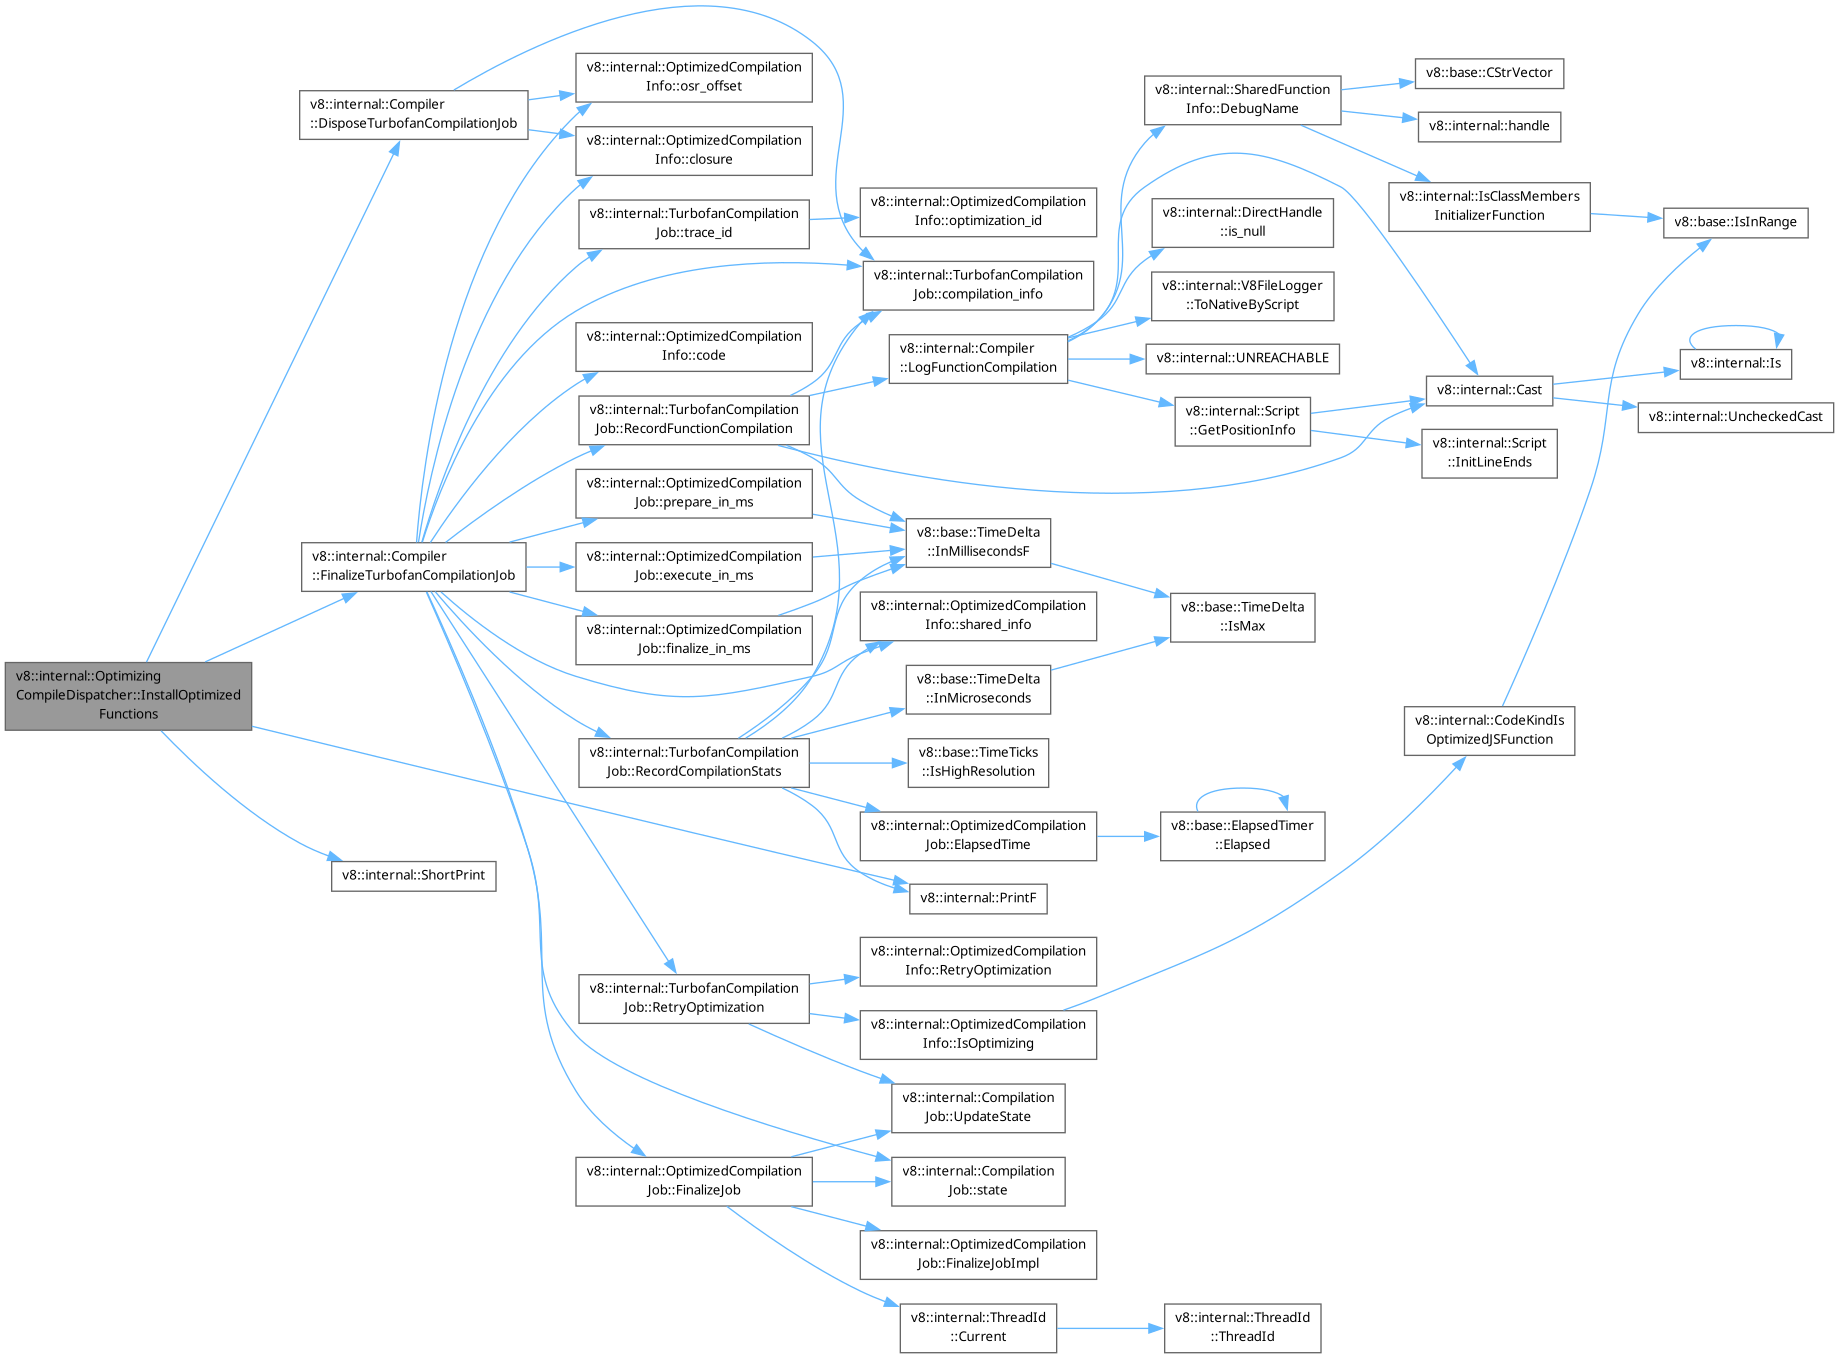 v8::internal::Optimizing
CompileDispatcher::InstallOptimized
Functions
v8::internal::Compiler
::DisposeTurbofanCompilationJob
v8::internal::Compiler
::FinalizeTurbofanCompilationJob
v8::internal::ShortPrint
v8::internal::OptimizedCompilation
Info::osr_offset
v8::internal::OptimizedCompilation
Info::closure
v8::internal::TurbofanCompilation
Job::trace_id
v8::internal::OptimizedCompilation
Info::code
v8::internal::TurbofanCompilation
Job::RecordFunctionCompilation
v8::internal::OptimizedCompilation
Job::prepare_in_ms
v8::internal::OptimizedCompilation
Job::execute_in_ms
v8::internal::OptimizedCompilation
Job::finalize_in_ms
v8::internal::TurbofanCompilation
Job::RecordCompilationStats
v8::internal::TurbofanCompilation
Job::RetryOptimization
v8::internal::OptimizedCompilation
Job::FinalizeJob
v8::internal::OptimizedCompilation
Info::optimization_id
v8::internal::TurbofanCompilation
Job::compilation_info
v8::internal::Compiler
::LogFunctionCompilation
v8::base::TimeDelta
::InMillisecondsF
v8::internal::OptimizedCompilation
Info::shared_info
v8::base::TimeDelta
::InMicroseconds
v8::base::TimeTicks
::IsHighResolution
v8::internal::OptimizedCompilation
Job::ElapsedTime
v8::internal::PrintF
v8::internal::OptimizedCompilation
Info::RetryOptimization
v8::internal::OptimizedCompilation
Info::IsOptimizing
v8::internal::Compilation
Job::UpdateState
v8::internal::Compilation
Job::state
v8::internal::OptimizedCompilation
Job::FinalizeJobImpl
v8::internal::ThreadId
::Current
v8::internal::SharedFunction
Info::DebugName
v8::internal::DirectHandle
::is_null
v8::internal::V8FileLogger
::ToNativeByScript
v8::internal::UNREACHABLE
v8::internal::Script
::GetPositionInfo
v8::base::TimeDelta
::IsMax
v8::base::ElapsedTimer
::Elapsed
v8::internal::ThreadId
::ThreadId
v8::base::CStrVector
v8::internal::handle
v8::internal::IsClassMembers
InitializerFunction
v8::internal::Cast
v8::internal::Script
::InitLineEnds
v8::internal::CodeKindIs
OptimizedJSFunction
v8::base::IsInRange
v8::internal::Is
v8::internal::UncheckedCast